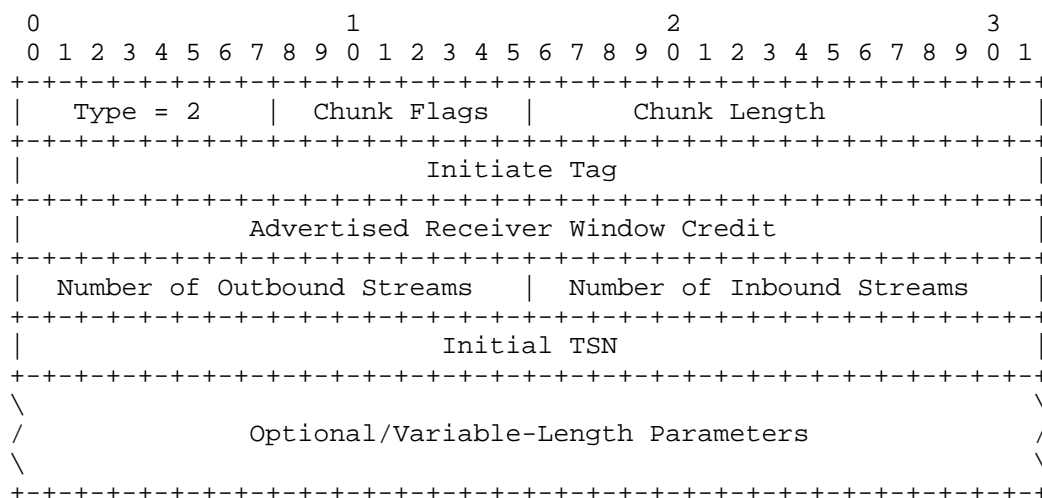 0                   1                   2                   3
 0 1 2 3 4 5 6 7 8 9 0 1 2 3 4 5 6 7 8 9 0 1 2 3 4 5 6 7 8 9 0 1
+-+-+-+-+-+-+-+-+-+-+-+-+-+-+-+-+-+-+-+-+-+-+-+-+-+-+-+-+-+-+-+-+
|   Type = 2    |  Chunk Flags  |      Chunk Length             |
+-+-+-+-+-+-+-+-+-+-+-+-+-+-+-+-+-+-+-+-+-+-+-+-+-+-+-+-+-+-+-+-+
|                         Initiate Tag                          |
+-+-+-+-+-+-+-+-+-+-+-+-+-+-+-+-+-+-+-+-+-+-+-+-+-+-+-+-+-+-+-+-+
|              Advertised Receiver Window Credit                |
+-+-+-+-+-+-+-+-+-+-+-+-+-+-+-+-+-+-+-+-+-+-+-+-+-+-+-+-+-+-+-+-+
|  Number of Outbound Streams   |  Number of Inbound Streams    |
+-+-+-+-+-+-+-+-+-+-+-+-+-+-+-+-+-+-+-+-+-+-+-+-+-+-+-+-+-+-+-+-+
|                          Initial TSN                          |
+-+-+-+-+-+-+-+-+-+-+-+-+-+-+-+-+-+-+-+-+-+-+-+-+-+-+-+-+-+-+-+-+
\                                                               \
/              Optional/Variable-Length Parameters              /
\                                                               \
+-+-+-+-+-+-+-+-+-+-+-+-+-+-+-+-+-+-+-+-+-+-+-+-+-+-+-+-+-+-+-+-+